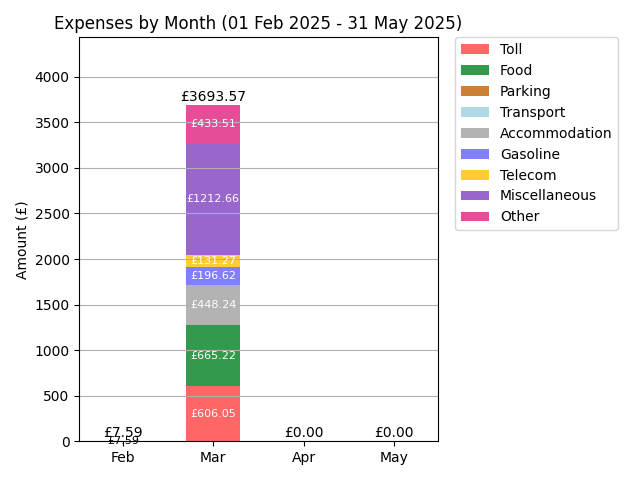 Expenses by Month (01 Feb 2025 - 31 May 2025)
Amount (£)
4000
3500
3000
2500
2000
1500
1000
500
0
£3693.57
£433.51
£1212.66
£131.27
£196.62
£448.24
£665.22
£606.05
£7.59
£7.59
£0.00
£0.00
Feb
Mar
Apr
May
Toll
Food
Parking
Transport
Accommodation
Gasoline
Telecom
Miscellaneous
Other